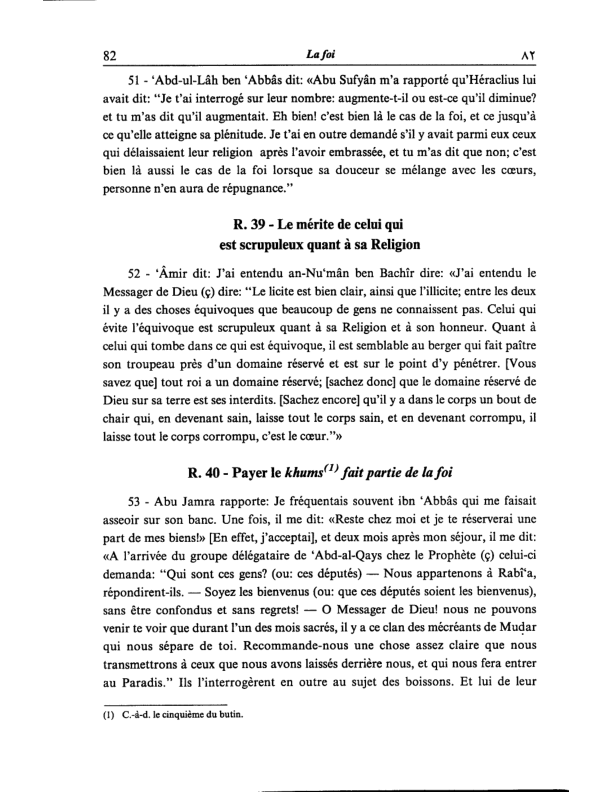 82 La foi ٨٢
51 - ‘Abd-ul-Lâh ben ‘Abbâs dit: «Abu Sufyân m'a rapporté qu'Héraclius lui
avait dit: “Je t'ai interrogé sur leur nombre: augmente-t-il ou est-ce qu'il diminue?
et tu m'as dit qu'il augmentait. Eh bien! c'est bien là le cas de la foi, et ce jusqu'à
ce qu'elle atteigne sa plénitude. Je t'ai en outre demandé s'il y avait parmi eux ceux
qui délaissaient leur religion après l'avoir embrassée, et tu m'as dit que non; c'est
bien là aussi le cas de la foi lorsque sa douceur se mélange avec les cœurs,
personne n'en aura de répugnance.”
R. 39 - Le mérite de celui qui
est scrupuleux quant à sa Religion
52 - ‘Âmir dit: J'ai entendu an-Nu‘mân ben Bachîr dire: «J'ai entendu le
Messager de Dieu (ç) dire: “Le licite est bien clair, ainsi que l'illicite; entre les deux
il y a des choses équivoques que beaucoup de gens ne connaissent pas. Celui qui
évite l'équivoque est scrupuleux quant à sa Religion et à son honneur. Quant à
celui qui tombe dans ce qui est équivoque, il est semblable au berger qui fait paître
son troupeau près d'un domaine réservé et est sur le point d'y pénétrer. [Vous
savez que] tout roi a un domaine réservé; [sachez donc] que le domaine réservé de
Dieu sur sa terre est ses interdits. [Sachez encore] qu'il y a dans le corps un bout de
chair qui, en devenant sain, laisse tout le corps sain, et en devenant corrompu, il
laisse tout le corps corrompu, c'est le cœur.”»
R. 40 - Payer le khums(1) fait partie de la foi
53 - Abu Jamra rapporte: Je fréquentais souvent ibn ‘Abbâs qui me faisait
asseoir sur son banc. Une fois, il me dit: «Reste chez moi et je te réserverai une
part de mes biens!» [En effet, j'acceptai], et deux mois après mon séjour, il me dit:
«A l'arrivée du groupe délégataire de ‘Abd-al-Qays chez le Prophète (ç) celui-ci
demanda: “Qui sont ces gens? (ou: ces députés) — Nous appartenons à Rabî‘a,
répondirent-ils. — Soyez les bienvenus (ou: que ces députés soient les bienvenus),
sans être confondus et sans regrets! — O Messager de Dieu! nous ne pouvons
venir te voir que durant l'un des mois sacrés, il y a ce clan des mécréants de Muḍar
qui nous sépare de toi. Recommande-nous une chose assez claire que nous
transmettrons à ceux que nous avons laissés derrière nous, et qui nous fera entrer
au Paradis.” Ils l'interrogèrent en outre au sujet des boissons. Et lui de leur
(1) C.-à-d. le cinquième du butin.